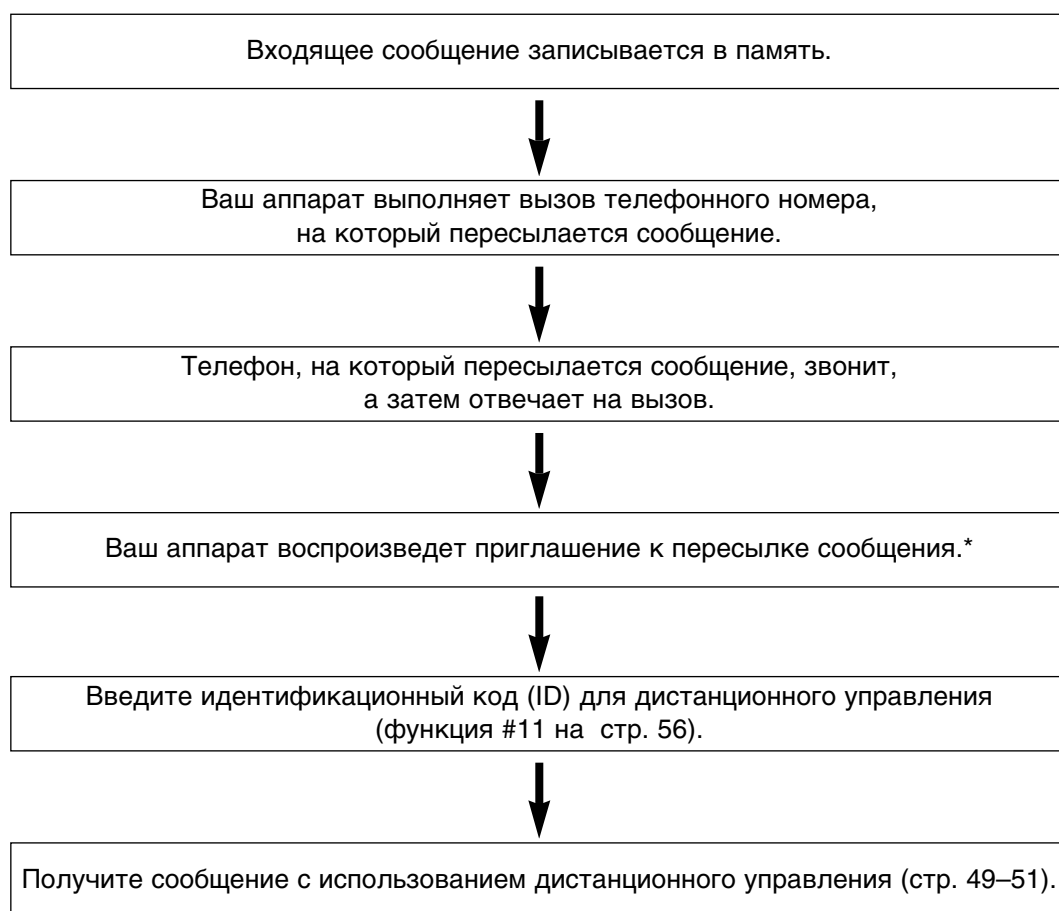 Входящее сообщение записывается в память.
Ваш аппарат выполняет вызов телефонного номера,
на который пересылается сообщение.
Телефон, на который пересылается сообщение, звонит,
а затем отвечает на вызов.
Ваш аппарат воспроизведет приглашение к пересылке сообщения.*
Введите идентификационный код (ID) для дистанционного управления
(функция #11 на стр. 56).
Получите сообщение с использованием дистанционного управления (стр. 49–51).